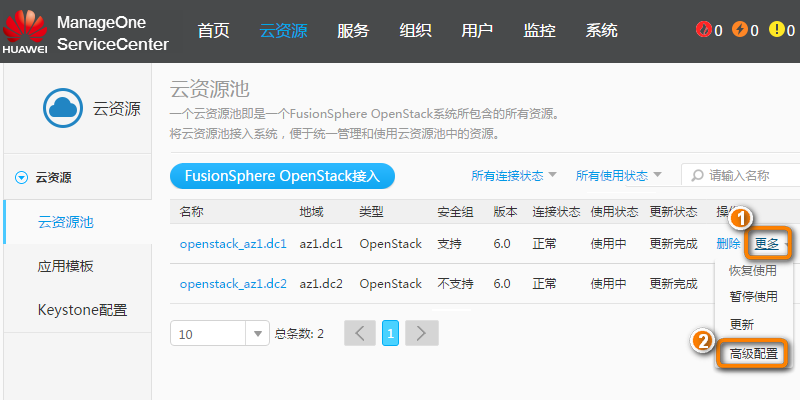 HUAWEI
ManageOne
ServiceCenter
首页 云资源 服务 组织 用户 监控 系统 0 0 0
云资源
云资源
云资源池
应用模板
Keystone配置
云资源池
一个云资源池即是一个FusionSphere OpenStack系统所包含的所有资源。
将云资源池接入系统，便于统一管理和使用云资源池中的资源。
FusionSphere OpenStack接入 所有连接状态 所有使用状态 请输入名称
名称 地域 类型 安全组 版本 连接状态 使用状态 更新状态
1
openstack_az1.dc1 az1.dc1 OpenStack 支持 6.0 正常 使用中 更新完成 删除 更多
openstack_az1.dc2 az1.dc2 OpenStack 不支持 6.0 正常 使用中 更新完成
恢复使用
暂停使用
更新
2 高级配置
10 总条数: 2 < 1 >